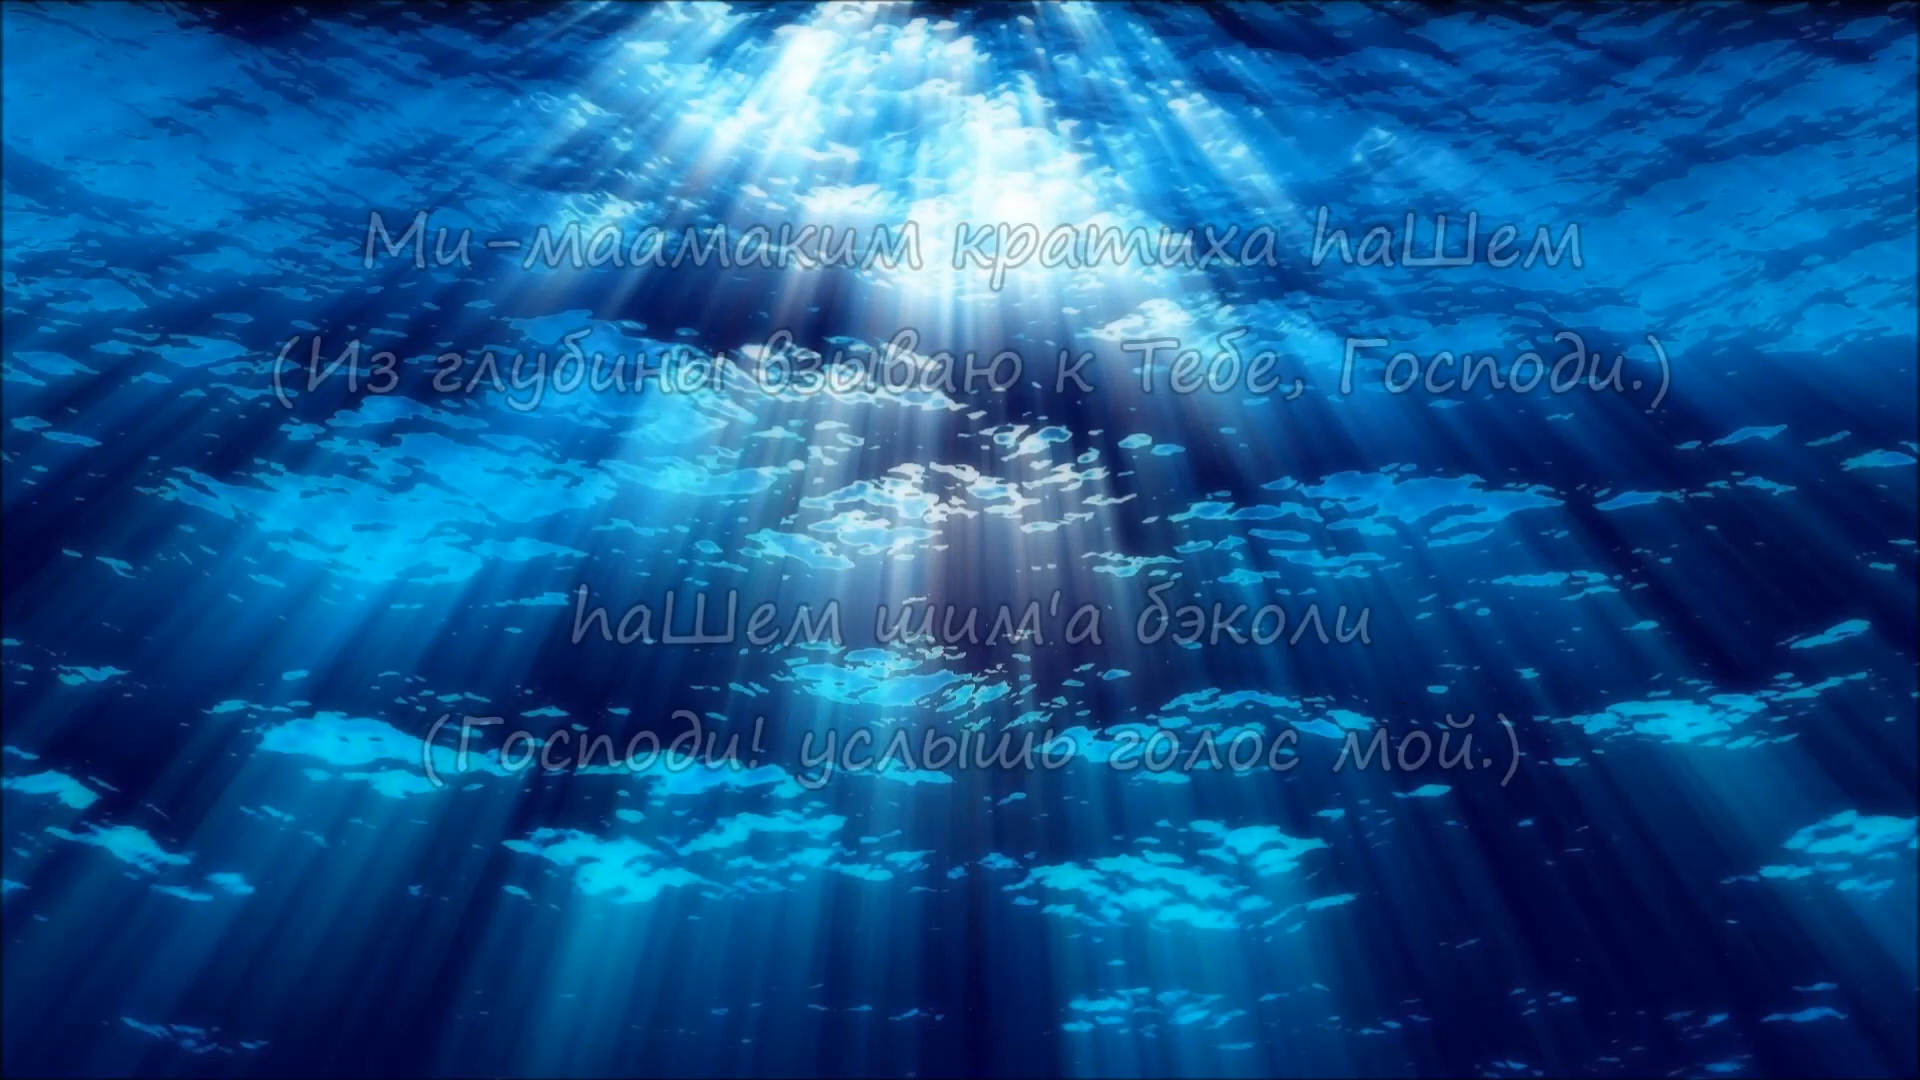 Ми-маамаким кратиха hаШем
(Из глубины взываю к Тебе, Господи.)
hаШем шим'а бэколи
(Господи! услышь голос мой.)